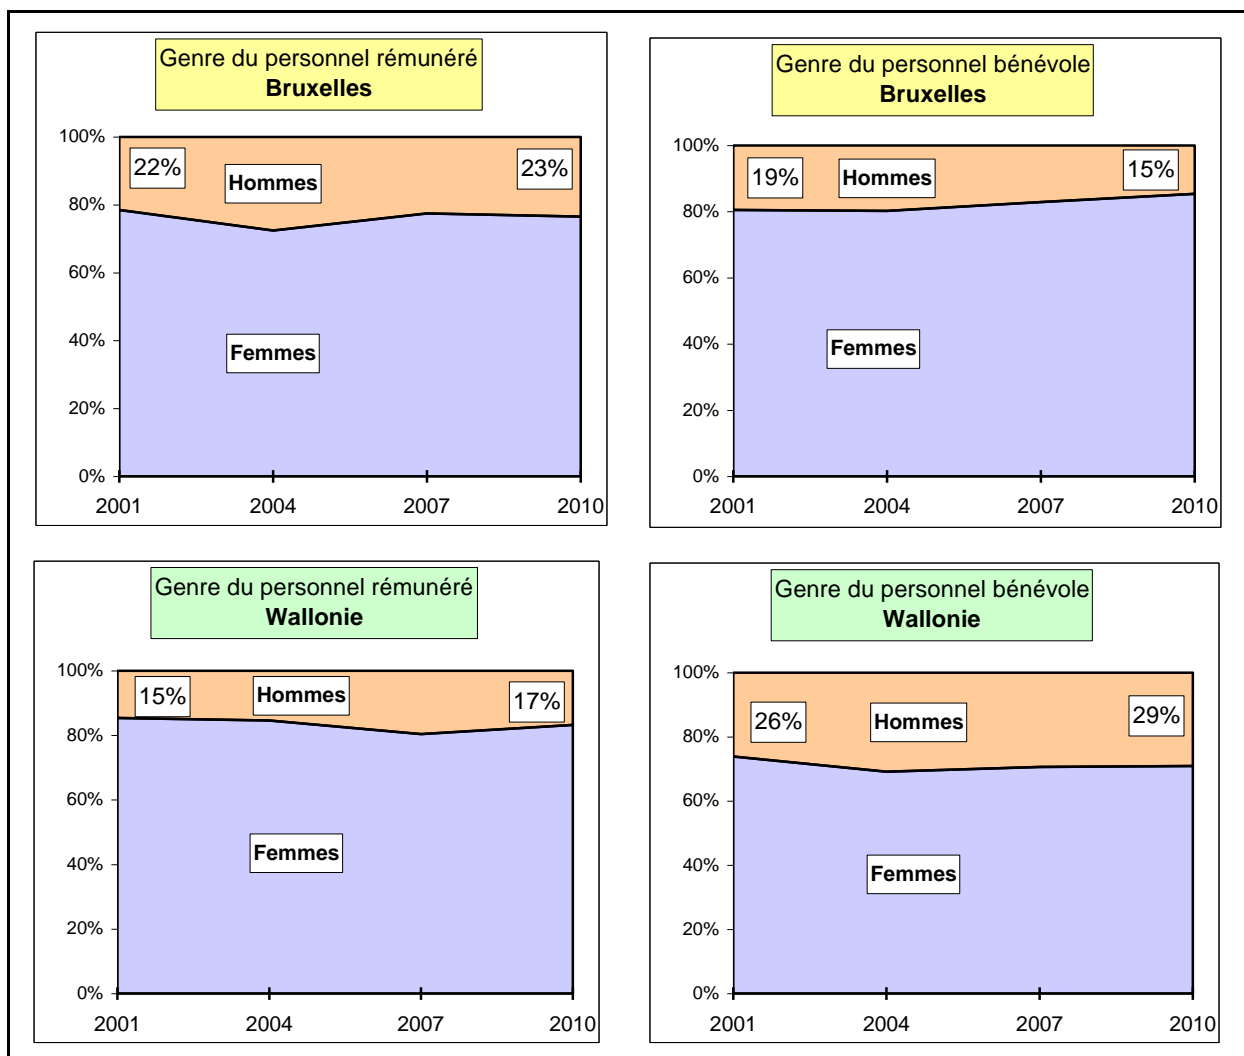 Genre du personnel rémunéré
Bruxelles
100%
80%
60%
40%
20%
0%
22%
Hommes
23%
Femmes
2001 2004 2007 2010
Genre du personnel bénévole
Bruxelles
100%
80%
60%
40%
20%
0%
19%
Hommes
15%
Femmes
2001 2004 2007 2010
Genre du personnel rémunéré
Wallonie
100%
80%
60%
40%
20%
0%
15%
Hommes
17%
Femmes
2001 2004 2007 2010
Genre du personnel bénévole
Wallonie
100%
80%
60%
40%
20%
0%
26%
Hommes
29%
Femmes
2001 2004 2007 2010